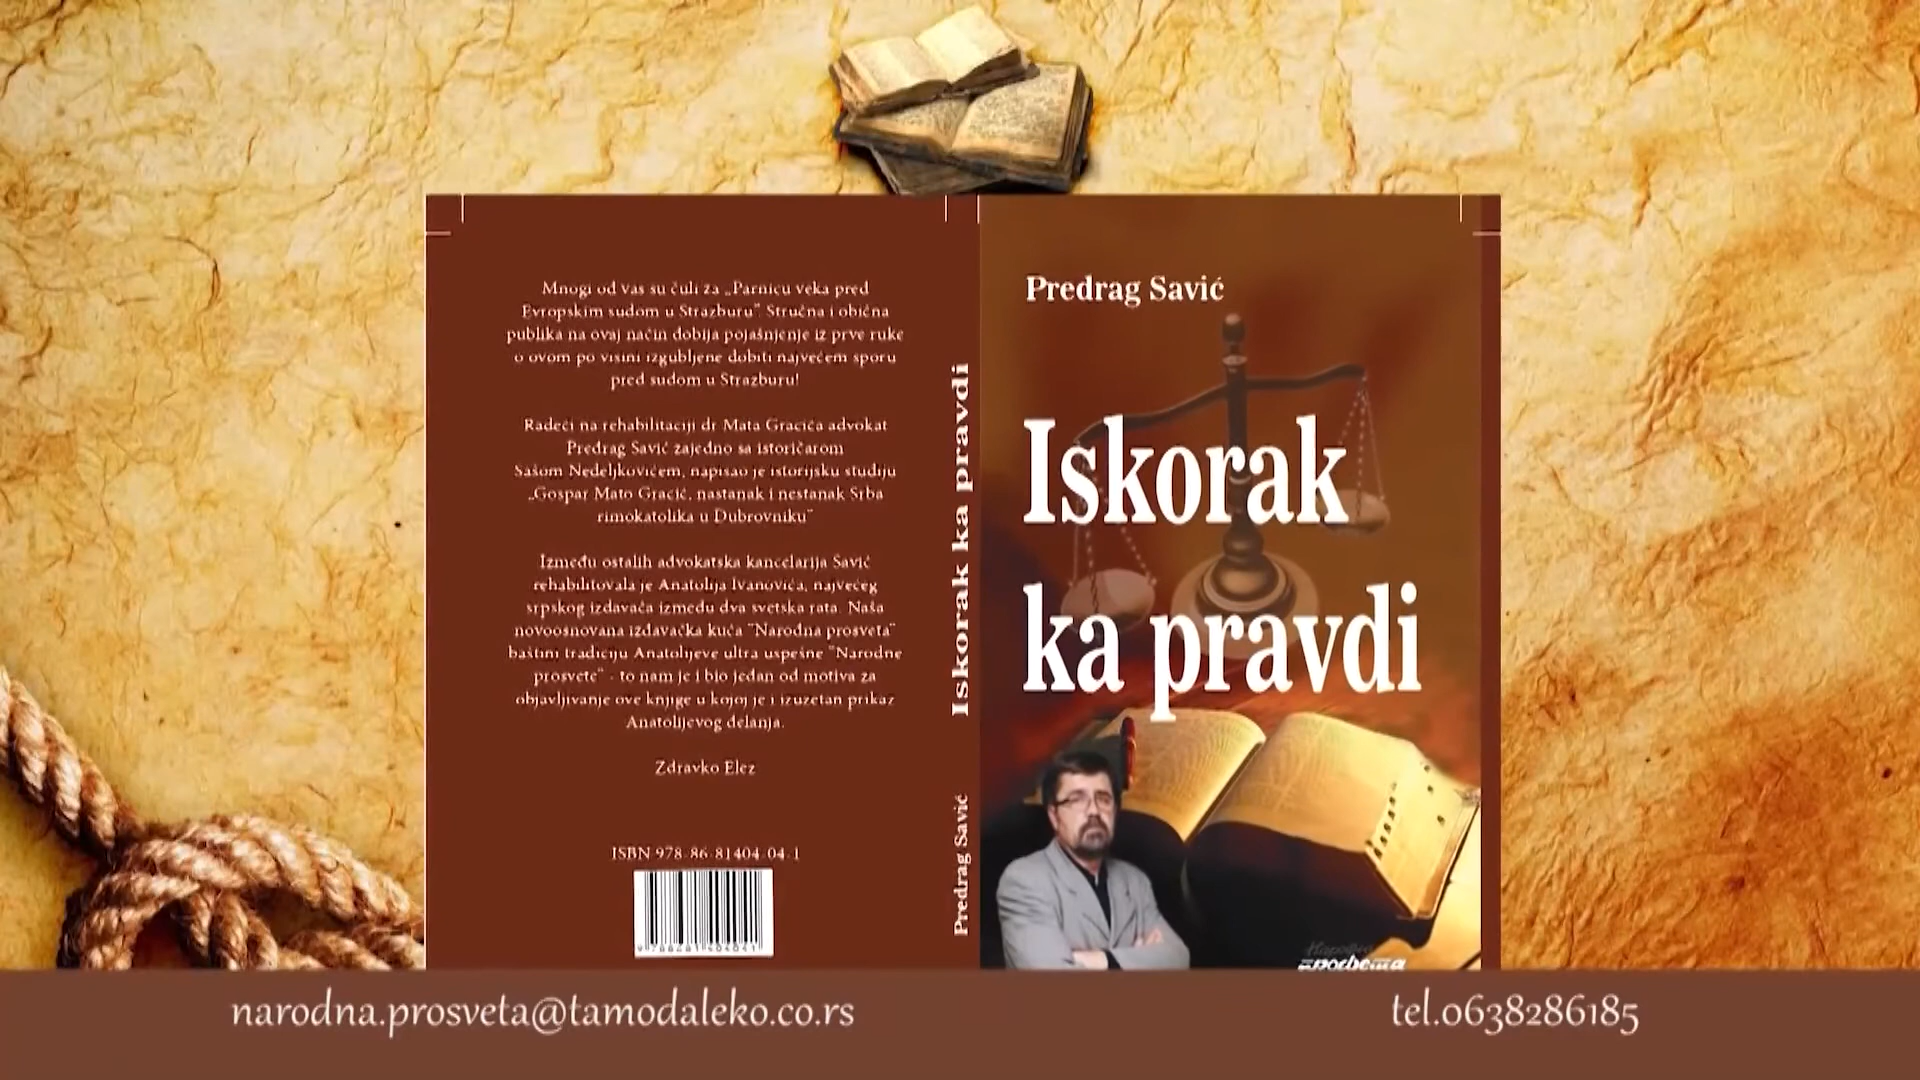 Mnogi od vas su čuli za „Parnicu veka pred
Evropskim sudom u Strazburu”. Stručna i obična
publika na ovaj način dobija pojašnjenje iz prve ruke
o ovom po visini izgubljene dobiti najvećem sporu
pred sudom u Strazburu!
Radeći na rehabilitaciji dr Mata Gracića advokat
Predrag Savić zajedno sa istoričarom
Sašom Nedeljkovićem, napisao je istorijsku studiju
„Gospar Mato Gracić, nastanak i nestanak Srba
rimokatolika u Dubrovniku”
Između ostalih advokatska kancelarija Savić
rehabilitovala je Anatolija Ivanovića, najvećeg
srpskog izdavača između dva svetska rata. Naša
novoosnovana izdavačka kuća "Narodna prosveta"
baštini tradiciju Anatolijeve ultra uspešne "Narodne
prosvete" - to nam je i bio jedan od motiva za
objavljivanje ove knjige u kojoj je i izuzetan prikaz
Anatolijevog delanja.
Zdravko Elez
ISBN 978-86-81404-04-1
9 788681 404041
Predrag Savić
Iskorak ka pravdi
Predrag Savić
Iskorak
ka pravdi
Народна
просвета
narodna.prosveta@tamodaleko.co.rs
tel.0638286185